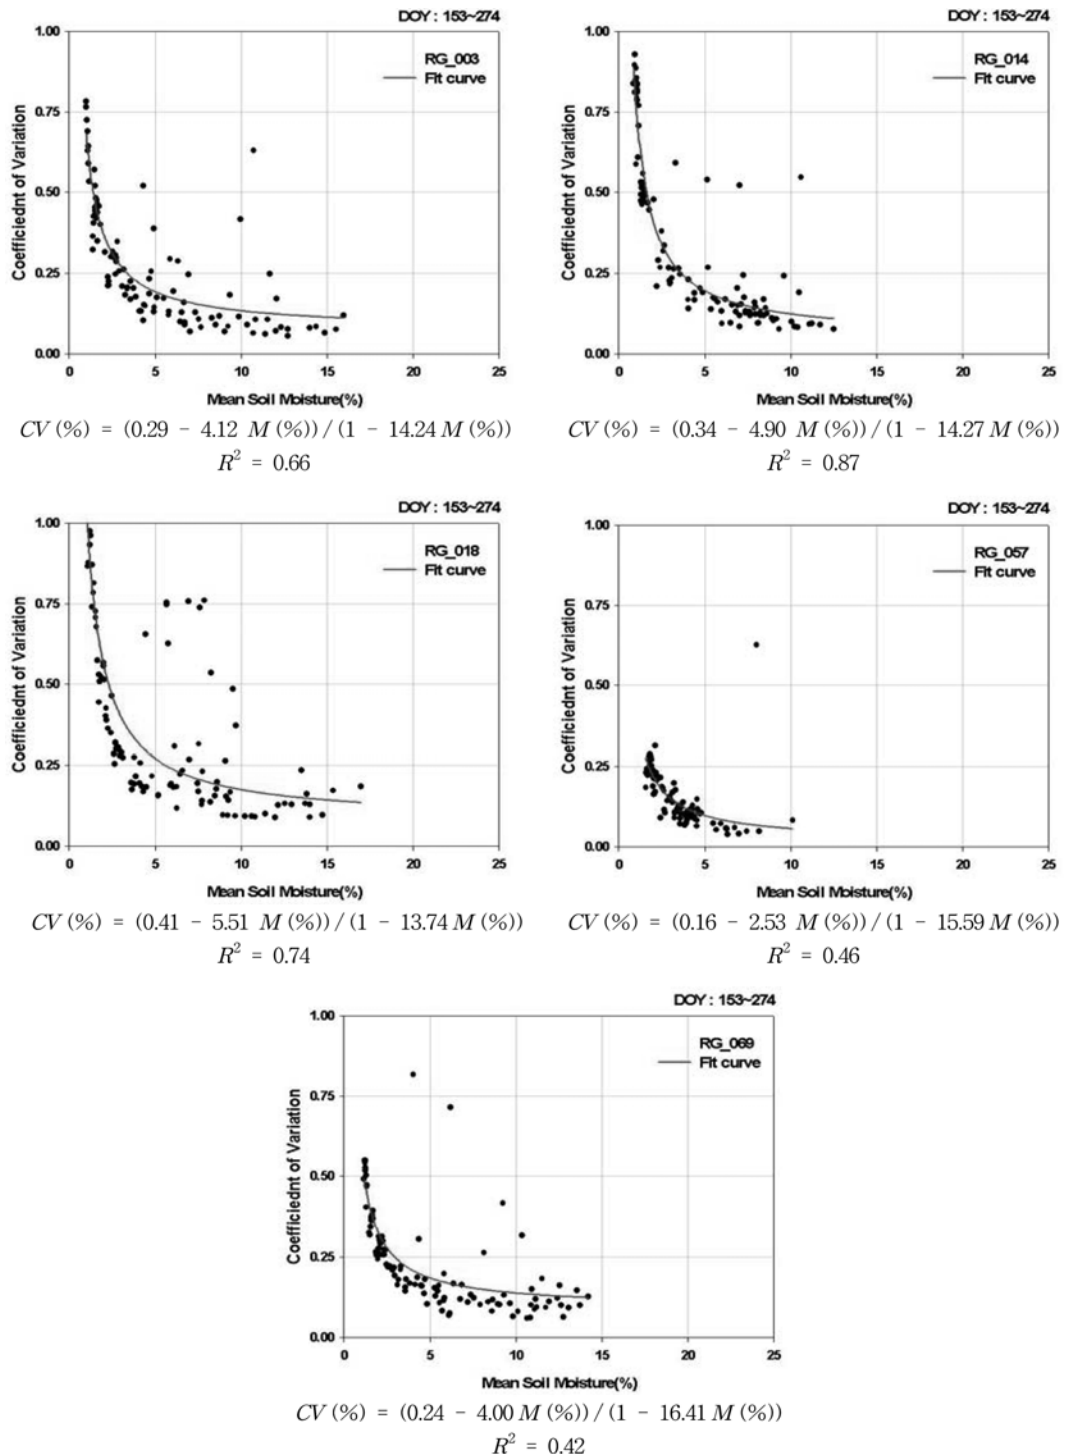 DOY : 153~274
RG_003
Fit curve
Coefficiednt of Variation
1.00
0.75
0.50
0.25
0.00
0 5 10 15 20 25
Mean Soil Moisture(%)
CV (%) = (0.29 - 4.12 M (%)) / (1 - 14.24 M (%))
R² = 0.66
DOY : 153~274
RG_014
Fit curve
Coefficiednt of Variation
1.00
0.75
0.50
0.25
0.00
0 5 10 15 20 25
Mean Soil Moisture(%)
CV (%) = (0.34 - 4.90 M (%)) / (1 - 14.27 M (%))
R² = 0.87
DOY : 153~274
RG_018
Fit curve
Coefficiednt of Variation
1.00
0.75
0.50
0.25
0.00
0 5 10 15 20 25
Mean Soil Moisture(%)
CV (%) = (0.41 - 5.51 M (%)) / (1 - 13.74 M (%))
R² = 0.74
DOY : 153~274
RG_057
Fit curve
Coefficiednt of Variation
1.00
0.75
0.50
0.25
0.00
0 5 10 15 20 25
Mean Soil Moisture(%)
CV (%) = (0.16 - 2.53 M (%)) / (1 - 15.59 M (%))
R² = 0.46
DOY : 153~274
RG_069
Fit curve
Coefficiednt of Variation
1.00
0.75
0.50
0.25
0.00
0 5 10 15 20 25
Mean Soil Moisture(%)
CV (%) = (0.24 - 4.00 M (%)) / (1 - 16.41 M (%))
R² = 0.42